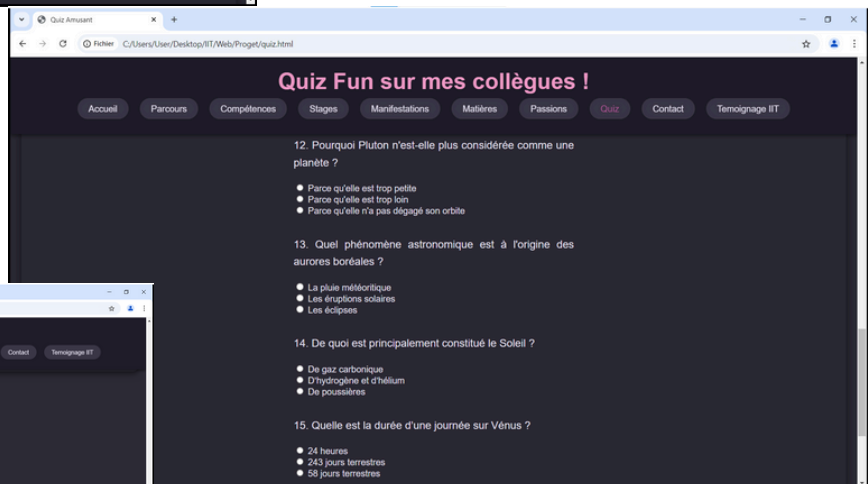 Quiz Amusant
Fichier C:/Users/User/Desktop/IIT/Web/Proget/quiz.html
Quiz Fun sur mes collègues !
Accueil Parcours Compétences Stages Manifestations Matières Passions Quiz Contact Temoignage IIT
12. Pourquoi Pluton n'est-elle plus considérée comme une
planète ?
Parce qu'elle est trop petite
Parce qu'elle est trop loin
Parce qu'elle n'a pas dégagé son orbite
13. Quel phénomène astronomique est à l'origine des
aurores boréales ?
La pluie météoritique
Les éruptions solaires
Les éclipses
14. De quoi est principalement constitué le Soleil ?
De gaz carbonique
D'hydrogène et d'hélium
De poussières
15. Quelle est la durée d'une journée sur Vénus ?
24 heures
243 jours terrestres
58 jours terrestres
Contact Temoignage IIT